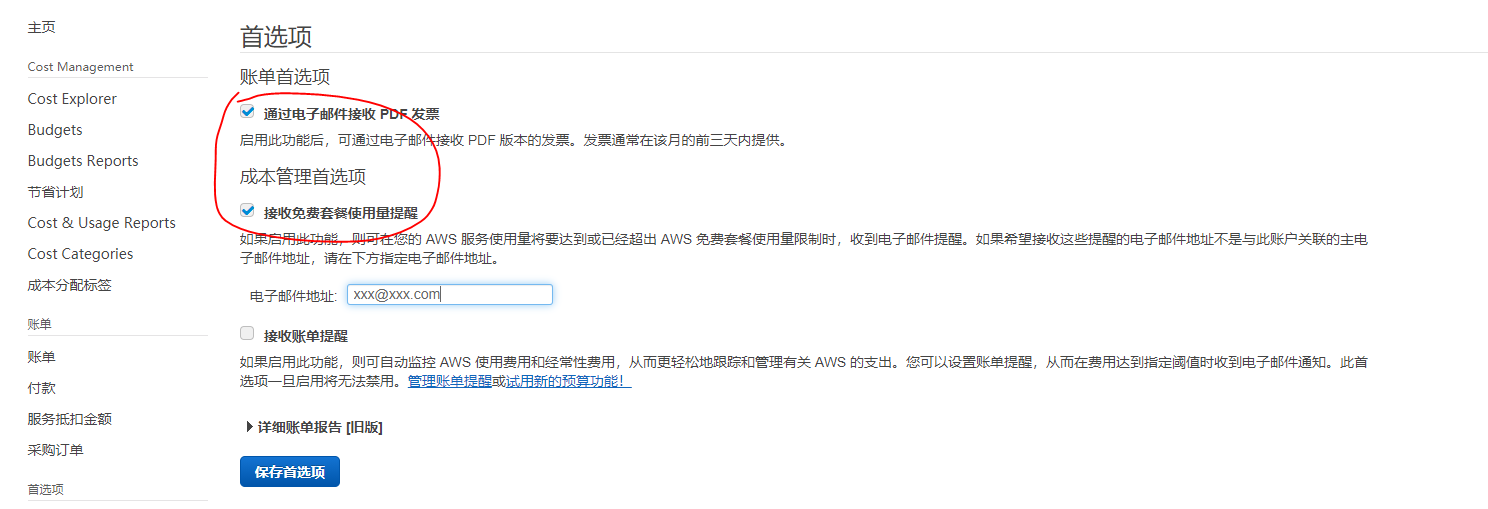 主页
Cost Management
Cost Explorer
Budgets
Budgets Reports
节省计划
Cost & Usage Reports
Cost Categories
成本分配标签
账单
账单
付款
服务抵扣金额
采购订单
首选项
首选项
账单首选项
通过电子邮件接收 PDF 发票
启用此功能后，可通过电子邮件接收 PDF 版本的发票。发票通常在该月的前三天内提供。
成本管理首选项
接收免费套餐使用量提醒
如果启用此功能，则可在您的 AWS 服务使用量将要达到或已经超出 AWS 免费套餐使用量限制时，收到电子邮件提醒。如果希望接收这些提醒的电子邮件地址不是与此账户关联的主电
子邮件地址，请在下方指定电子邮件地址。
电子邮件地址: xxx@xxx.com
接收账单提醒
如果启用此功能，则可自动监控 AWS 使用费用和经常性费用，从而更轻松地跟踪和管理有关 AWS 的支出。您可以设置账单提醒，从而在费用达到指定阈值时收到电子邮件通知。此首
选项一旦启用将无法禁用。管理账单提醒或试用新的预算功能！
详细账单报告 [旧版]
保存首选项